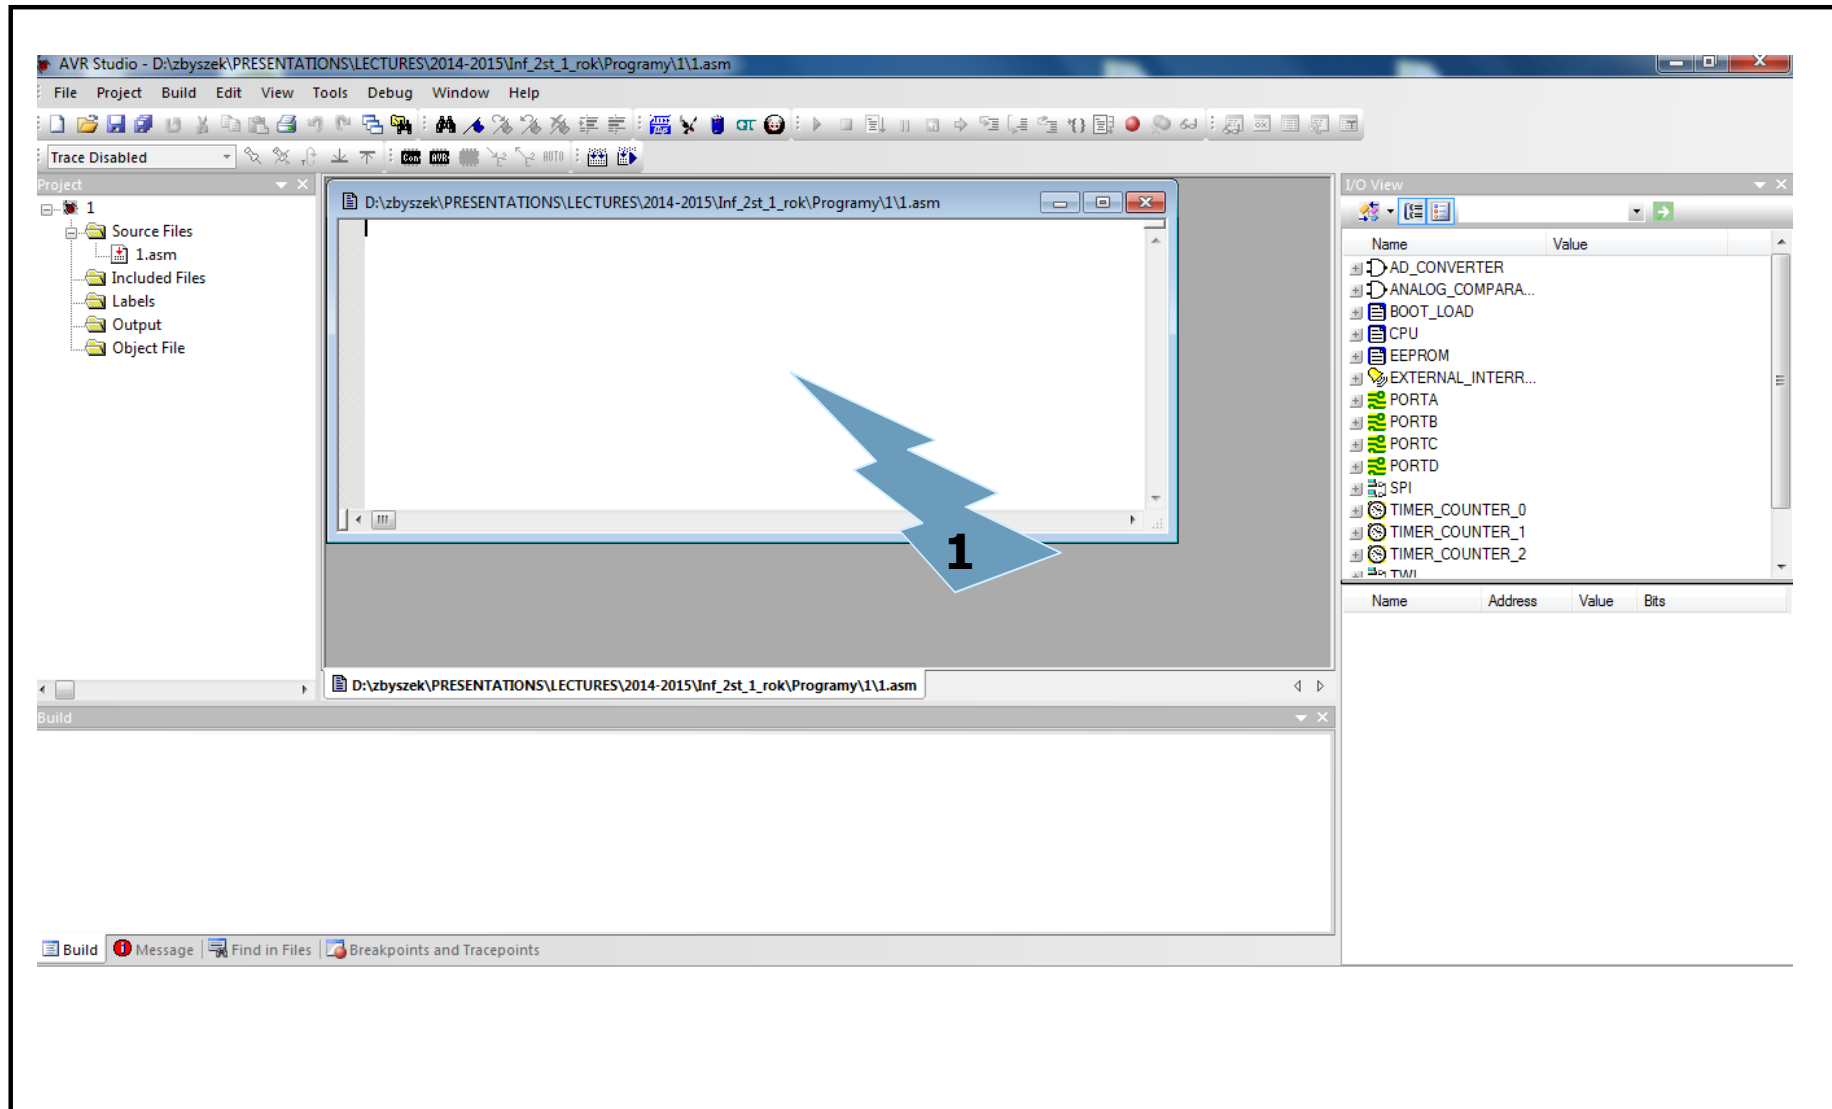 AVR Studio - D:\zbyszek\PRESENTATIONS\LECTURES\2014-2015\Inf_2st_1_rok\Programy\1\1.asm
File Project Build Edit View Tools Debug Window Help
Trace Disabled
Con AVR AUTO
Project
1
Source Files
1.asm
Included Files
Labels
Output
Object File
D:\zbyszek\PRESENTATIONS\LECTURES\2014-2015\Inf_2st_1_rok\Programy\1\1.asm
1
D:\zbyszek\PRESENTATIONS\LECTURES\2014-2015\Inf_2st_1_rok\Programy\1\1.asm
I/O View
Name Value
AD_CONVERTER
ANALOG_COMPARA...
BOOT_LOAD
CPU
EEPROM
EXTERNAL_INTERR...
PORTA
PORTB
PORTC
PORTD
SPI
TIMER_COUNTER_0
TIMER_COUNTER_1
TIMER_COUNTER_2
TWI
Name Address Value Bits
Build
Build Message Find in Files Breakpoints and Tracepoints